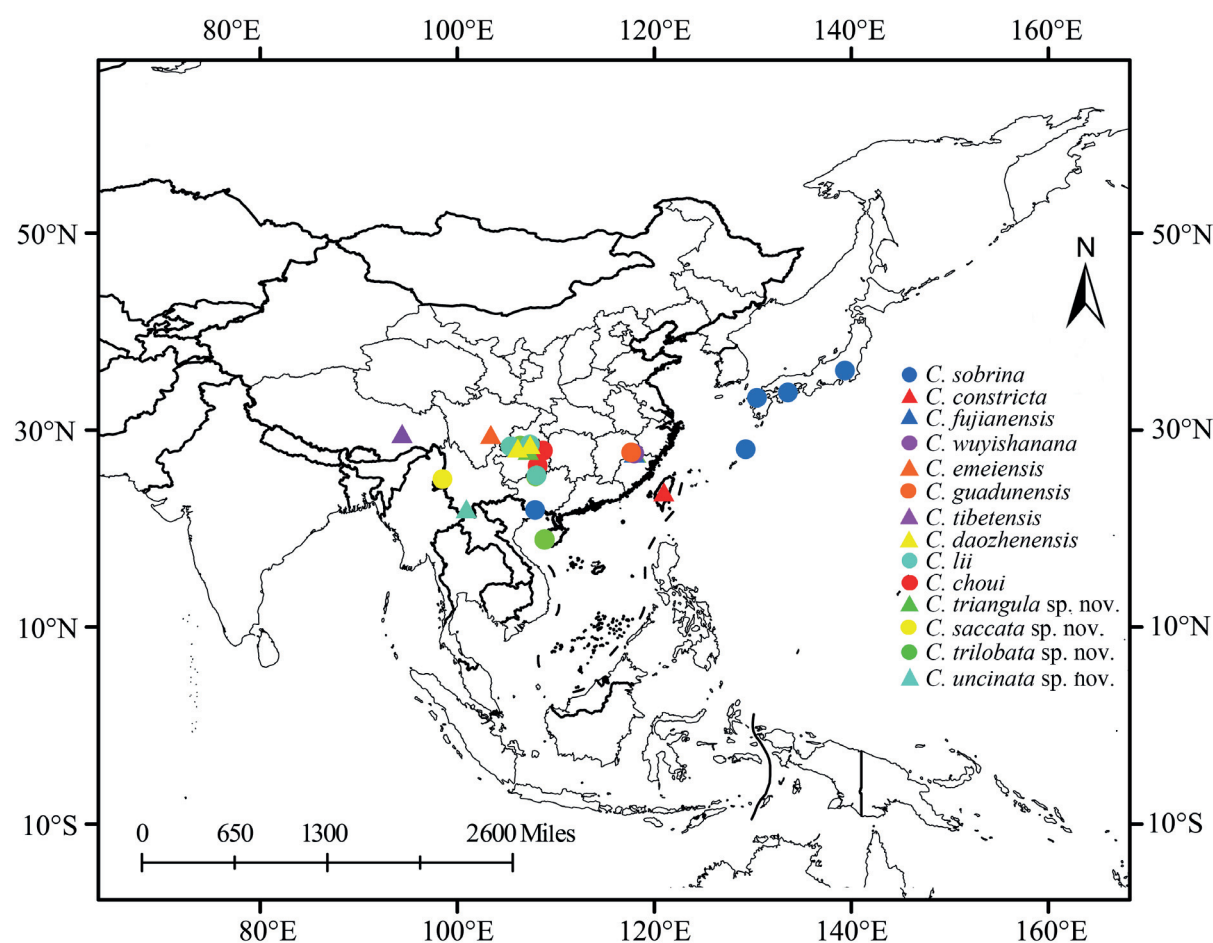 80°E 100°E 120°E 140°E 160°E
50°N 50°N
N
C. sobrina
C. constricta
C. fujianensis
30°N 30°N
C. wuyishanana
C. emeiensis
C. guadunensis
C. tibetensis
C. daozhenensis
C. lii
C. choui
C. triangula sp. nov.
10°N C. saccata sp. nov. 10°N
C. trilobata sp. nov.
C. uncinata sp. nov.
10°S 10°S
0 650 1300 2600 Miles
80°E 100°E 120°E 140°E 160°E